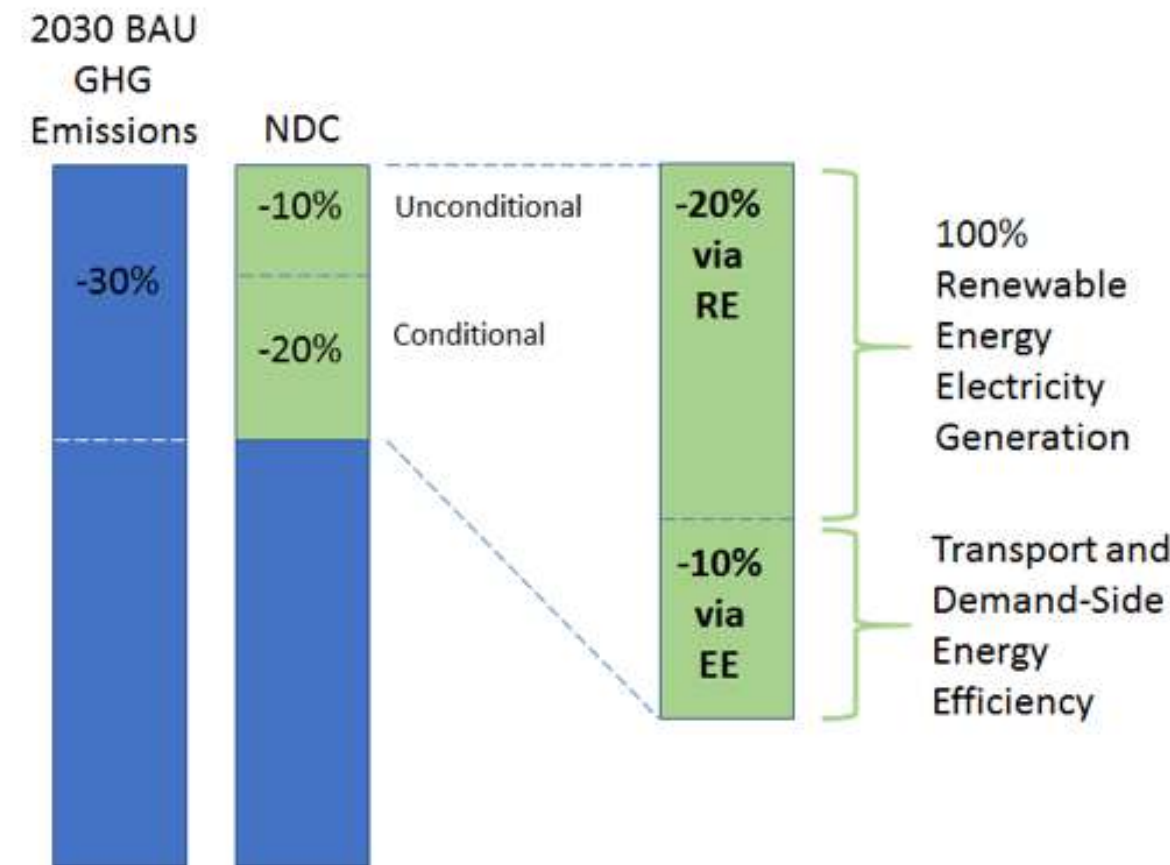 2030 BAU
GHG
Emissions
NDC
-30%
-10%
-20%
Unconditional
Conditional
-20%
via
RE
-10%
via
EE
100%
Renewable
Energy
Electricity
Generation
Transport and
Demand-Side
Energy
Efficiency